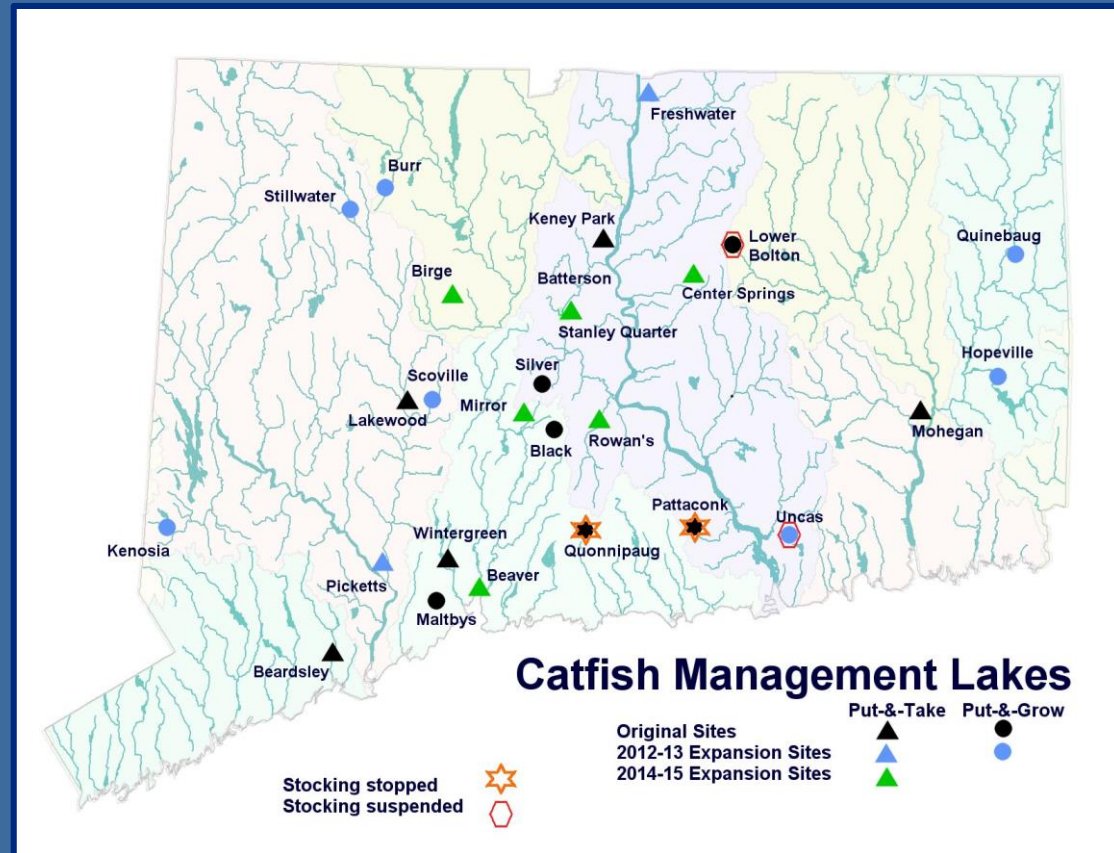 Freshwater
Burr
Stillwater
Keney Park
Lower
Bolton
Quinebaug
Birge
Batterson
Center Springs
Stanley Quarter
Silver
Hopeville
Scoville
Mirror
Lakewood
Black
Rowan's
Mohegan
Pattaconk
Uncas
Wintergreen
Kenosia
Quonnipaug
Picketts
Beaver
Maltbys
Beardsley
Catfish Management Lakes
Put-&-Take Put-&-Grow
Original Sites
2012-13 Expansion Sites
2014-15 Expansion Sites
Stocking stopped
Stocking suspended